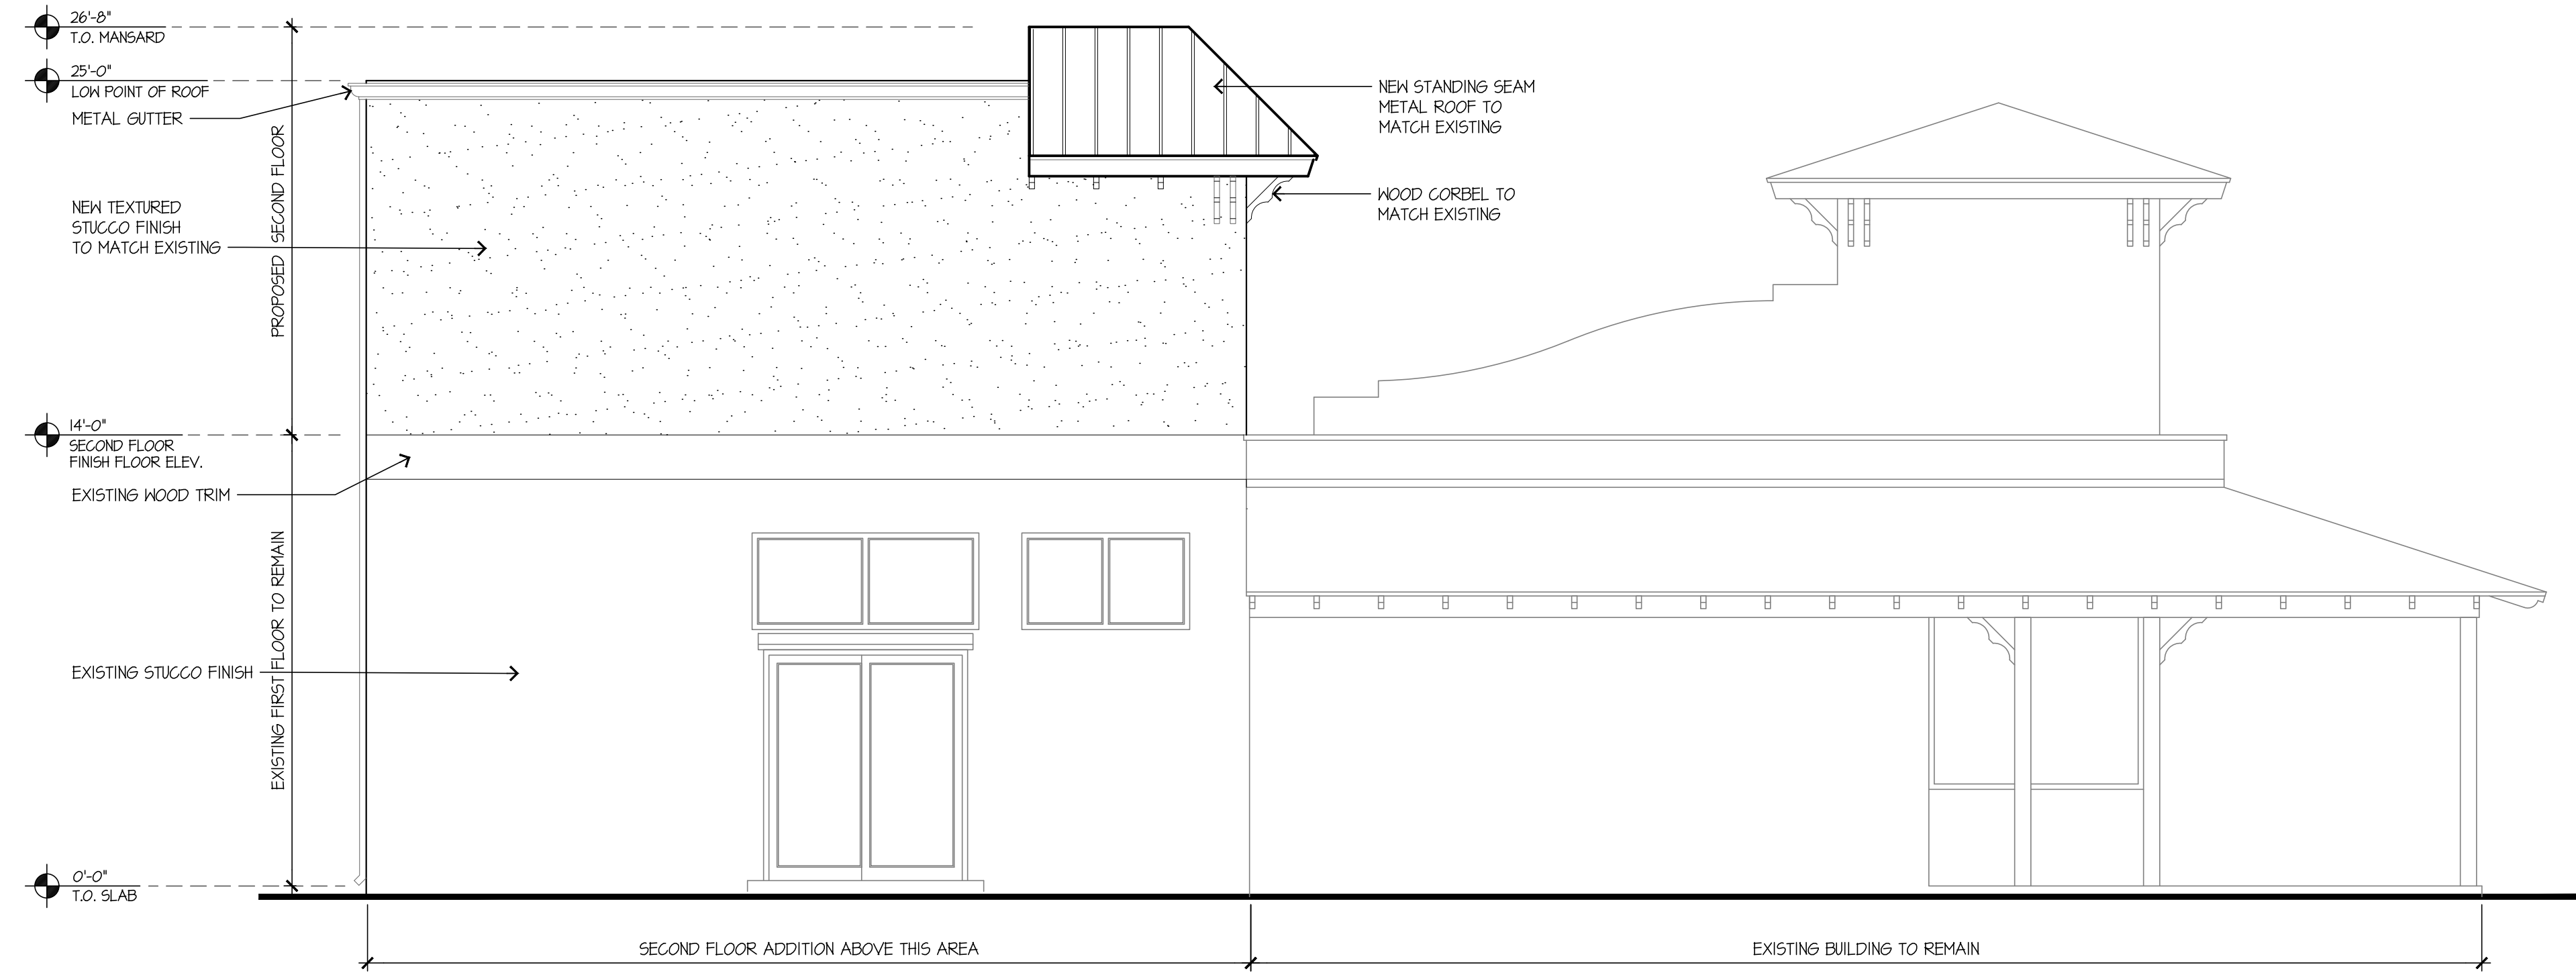 26'-8"
T.O. MANSARD
25'-0"
LOW POINT OF ROOF
METAL GUTTER
NEW STANDING SEAM
METAL ROOF TO
MATCH EXISTING
WOOD CORBEL TO
MATCH EXISTING
NEW TEXTURED
STUCCO FINISH
TO MATCH EXISTING
PROPOSED SECOND FLOOR
14'-0"
SECOND FLOOR
FINISH FLOOR ELEV.
EXISTING WOOD TRIM
EXISTING FIRST FLOOR TO REMAIN
EXISTING STUCCO FINISH
0'-0"
T.O. SLAB
SECOND FLOOR ADDITION ABOVE THIS AREA
EXISTING BUILDING TO REMAIN